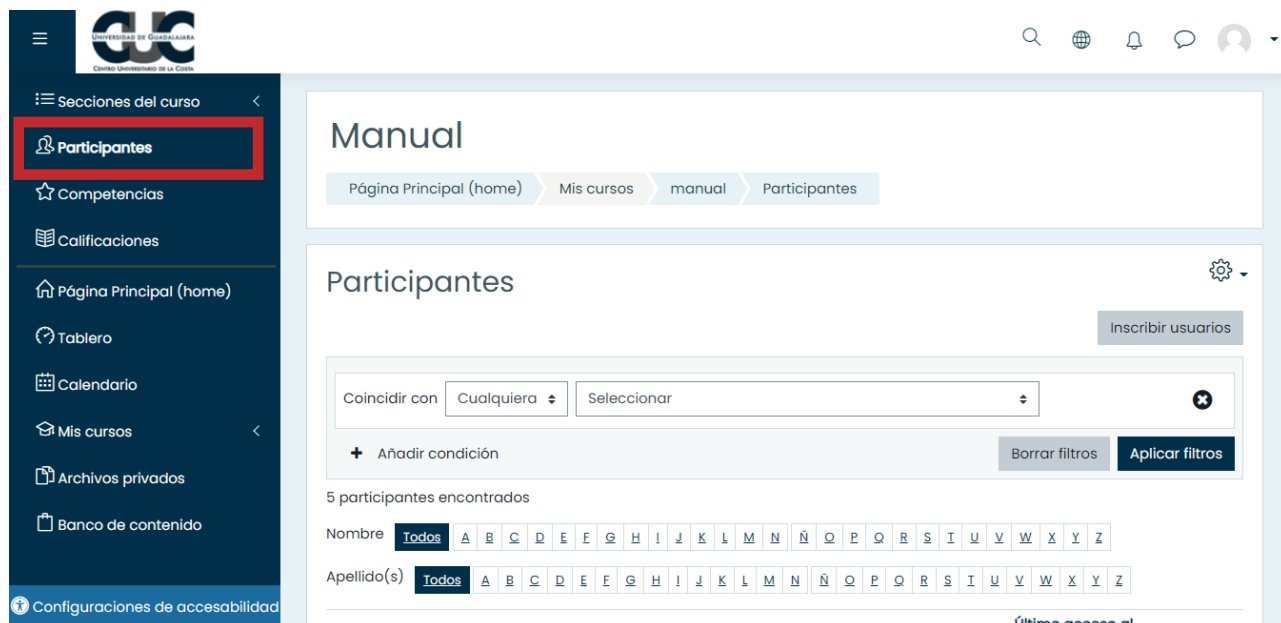 UNIVERSIDAD DE GUADALAJARA
CUC
CENTRO UNIVERSITARIO DE LA COSTA
Secciones del curso
Participantes
Competencias
Calificaciones
Página Principal (home)
Tablero
Calendario
Mis cursos
Archivos privados
Banco de contenido
Configuraciones de accesabilidad
Manual
Página Principal (home) Mis cursos manual Participantes
Participantes
Inscribir usuarios
Coincidir con Cualquiera Seleccionar
Añadir condición Borrar filtros Aplicar filtros
5 participantes encontrados
Nombre Todos A B C D E F G H I J K L M N Ñ O P Q R S T U V W X Y Z
Apellido(s) Todos A B C D E F G H I J K L M N Ñ O P Q R S T U V W X Y Z
Último acceso al